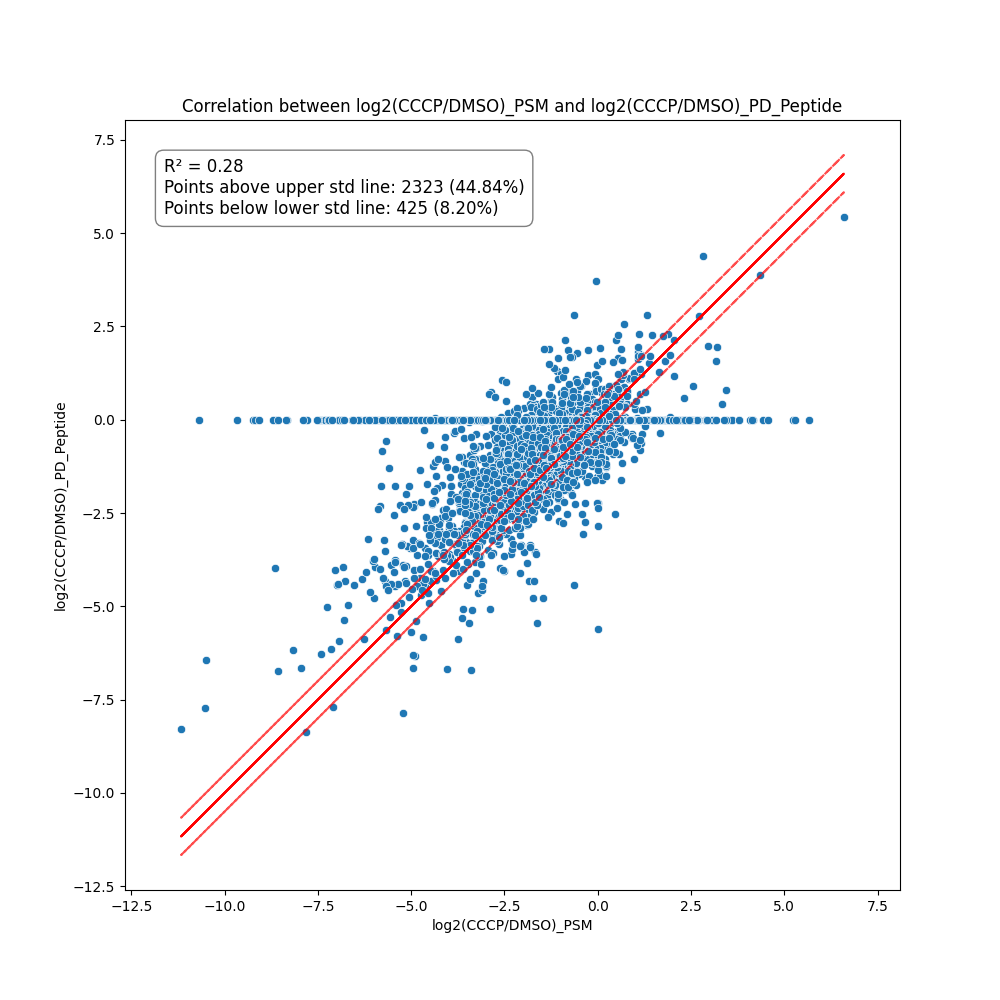 Correlation between log2(CCCP/DMSO)_PSM and log2(CCCP/DMSO)_PD_Peptide
R² = 0.28
Points above upper std line: 2323 (44.84%)
Points below lower std line: 425 (8.20%)
7.5
5.0
2.5
0.0
−2.5
−5.0
−7.5
−10.0
−12.5
log2(CCCP/DMSO)_PD_Peptide
−12.5 −10.0 −7.5 −5.0 −2.5 0.0 2.5 5.0 7.5
log2(CCCP/DMSO)_PSM